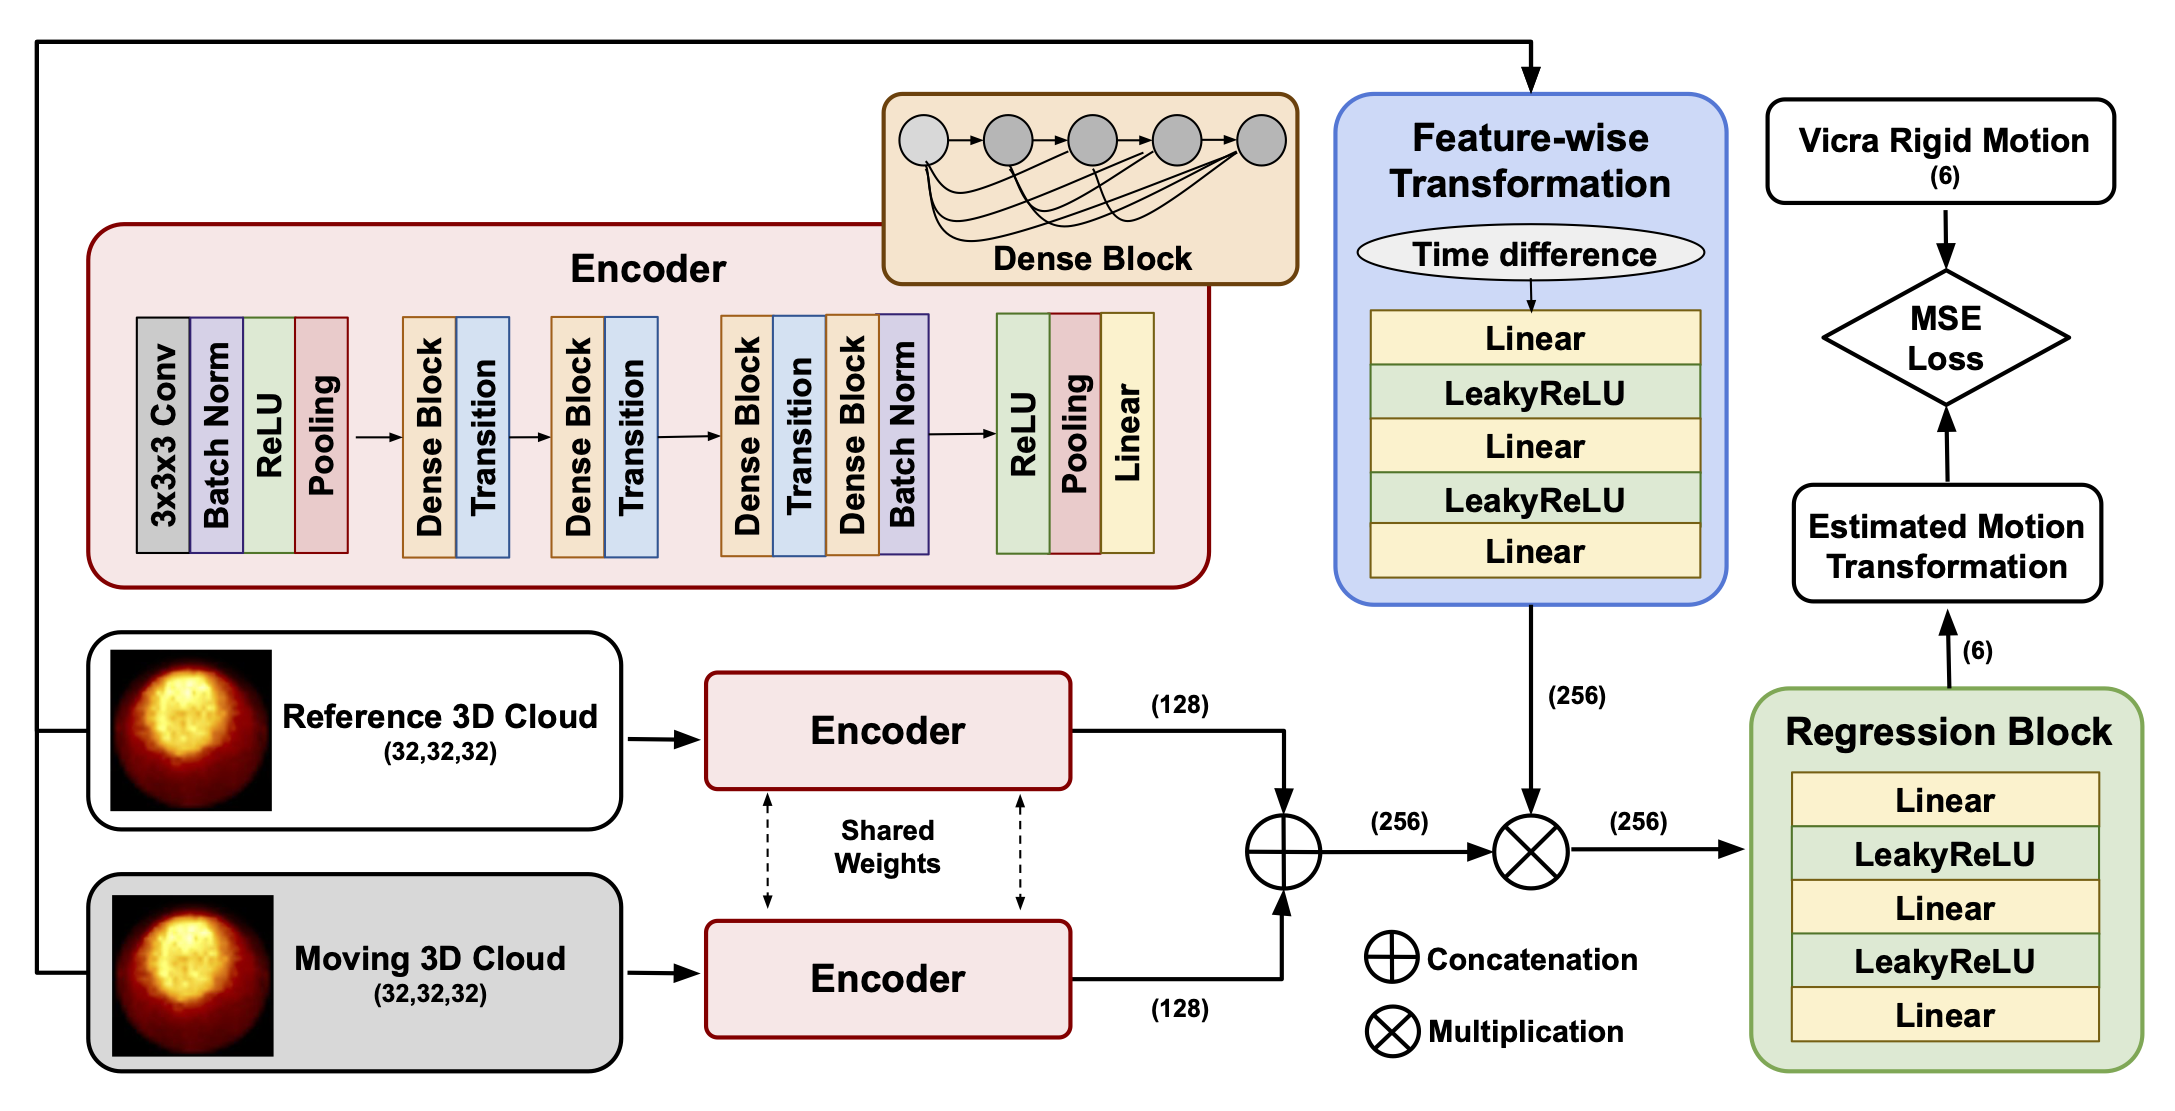 Dense Block
Encoder
3x3x3 Conv
Batch Norm
ReLU
Pooling
Dense Block
Transition
Dense Block
Transition
Dense Block
Transition
Dense Block
Batch Norm
ReLU
Pooling
Linear
Feature-wise
Transformation
Time difference
Linear
LeakyReLU
Linear
LeakyReLU
Linear
Vicra Rigid Motion
(6)
MSE
Loss
Estimated Motion
Transformation
(6)
Reference 3D Cloud
(32,32,32)
Encoder
(128)
Shared
Weights
Moving 3D Cloud
(32,32,32)
Encoder
(128)
(256)
(256)
(256)
Concatenation
Multiplication
Regression Block
Linear
LeakyReLU
Linear
LeakyReLU
Linear